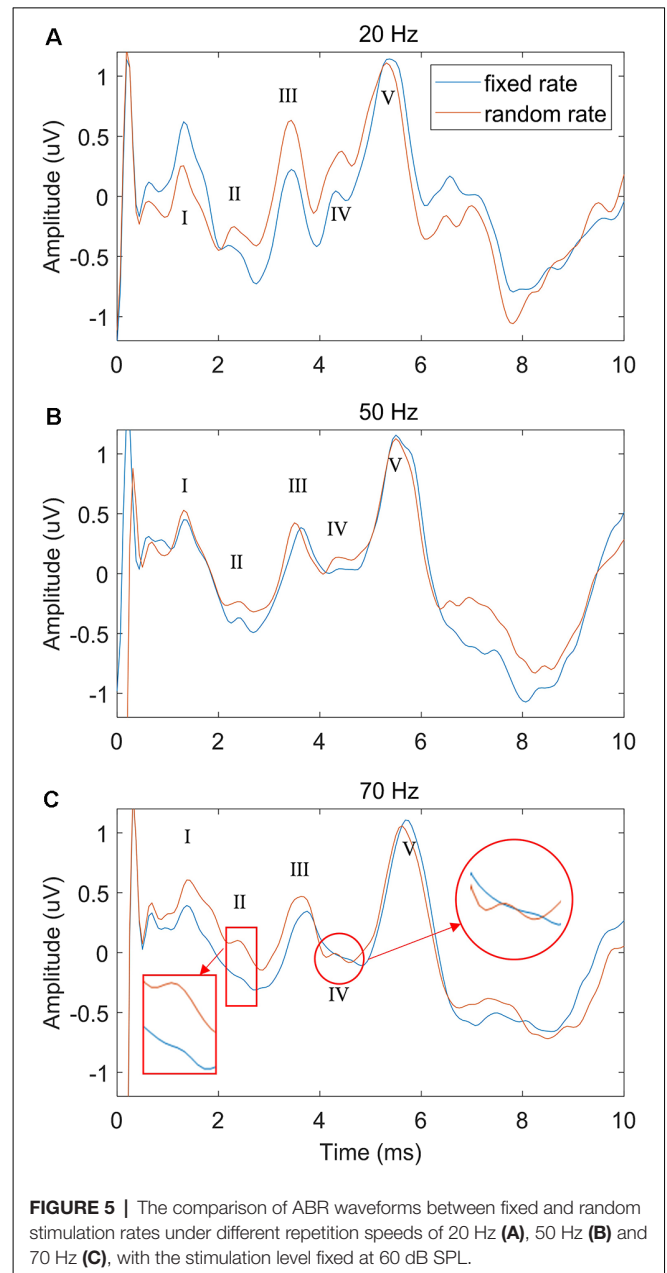 A
20 Hz
fixed rate
random rate
1
0.5
0
-0.5
-1
Amplitude (uV)
I
II
III
IV
V
0 2 4 6 8 10
B
50 Hz
1
0.5
0
-0.5
-1
Amplitude (uV)
I
II
III
IV
V
0 2 4 6 8 10
C
70 Hz
1
0.5
0
-0.5
-1
Amplitude (uV)
I
II
III
IV
V
0 2 4 6 8 10
Time (ms)
FIGURE 5 | The comparison of ABR waveforms between fixed and random
stimulation rates under different repetition speeds of 20 Hz (A), 50 Hz (B) and
70 Hz (C), with the stimulation level fixed at 60 dB SPL.